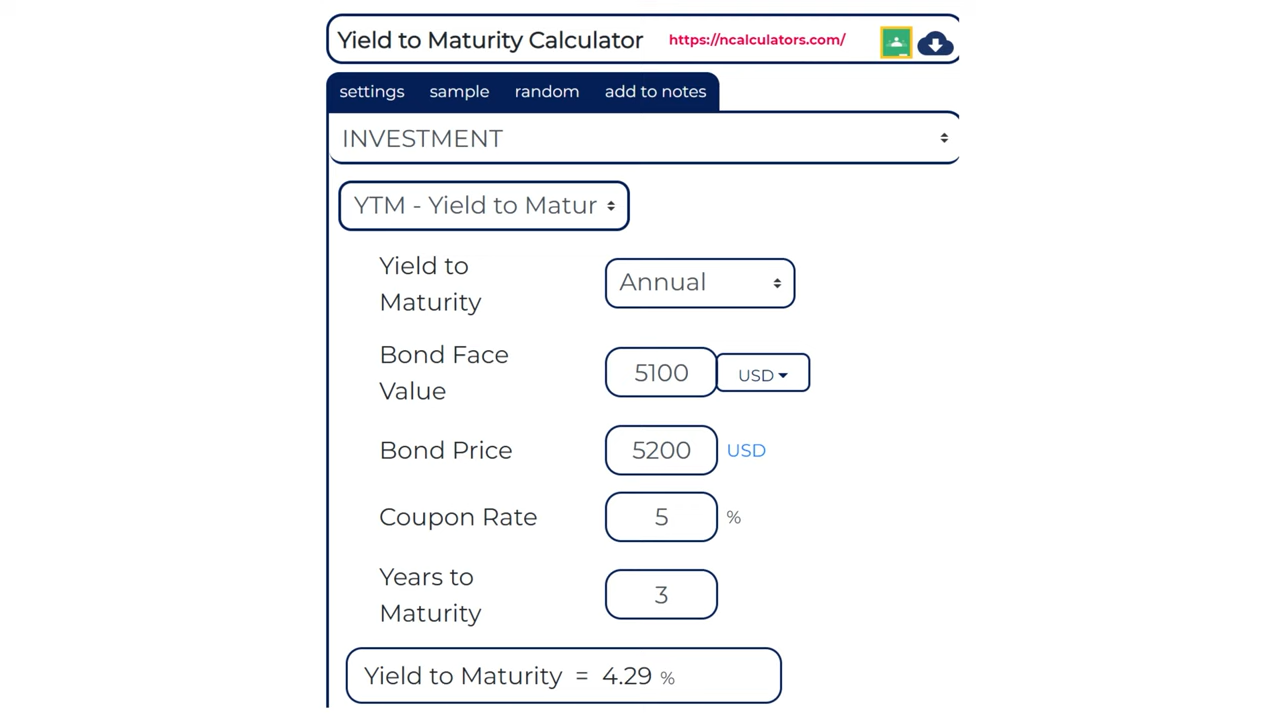 Yield to Maturity Calculator https://ncalculators.com/
settings sample random add to notes
INVESTMENT
YTM - Yield to Matur
Yield to
Maturity
Annual
Bond Face
Value
5100 USD
Bond Price 5200 USD
Coupon Rate 5 %
Years to
Maturity
3
Yield to Maturity = 4.29 %